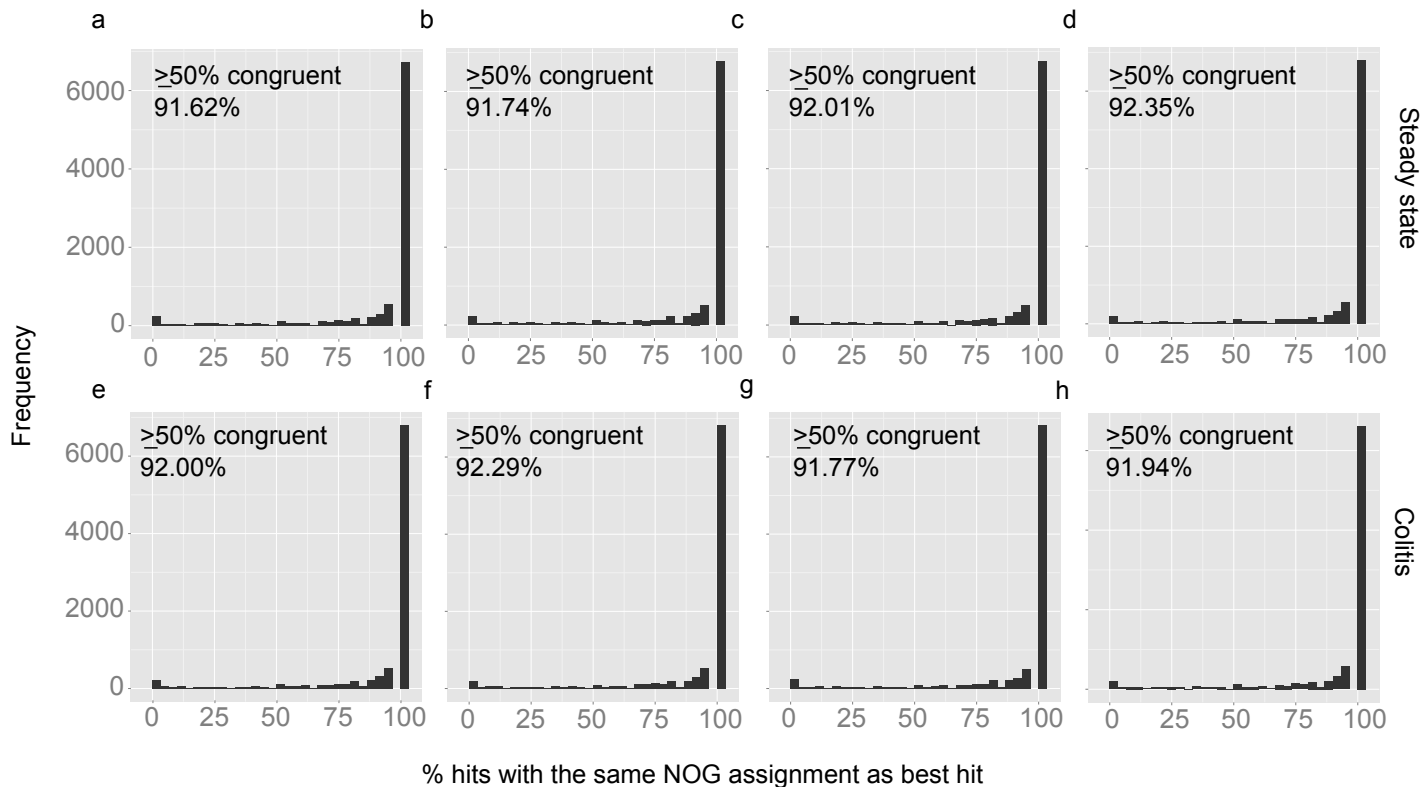 a b c d
≥50% congruent
91.62%
≥50% congruent
91.74%
≥50% congruent
92.01%
≥50% congruent
92.35%
6000
4000
2000
0
0 25 50 75 100
0 25 50 75 100
0 25 50 75 100
0 25 50 75 100
Steady state
Frequency
e f g h
≥50% congruent
92.00%
≥50% congruent
92.29%
≥50% congruent
91.77%
≥50% congruent
91.94%
6000
4000
2000
0
0 25 50 75 100
0 25 50 75 100
0 25 50 75 100
0 25 50 75 100
Colitis
% hits with the same NOG assignment as best hit